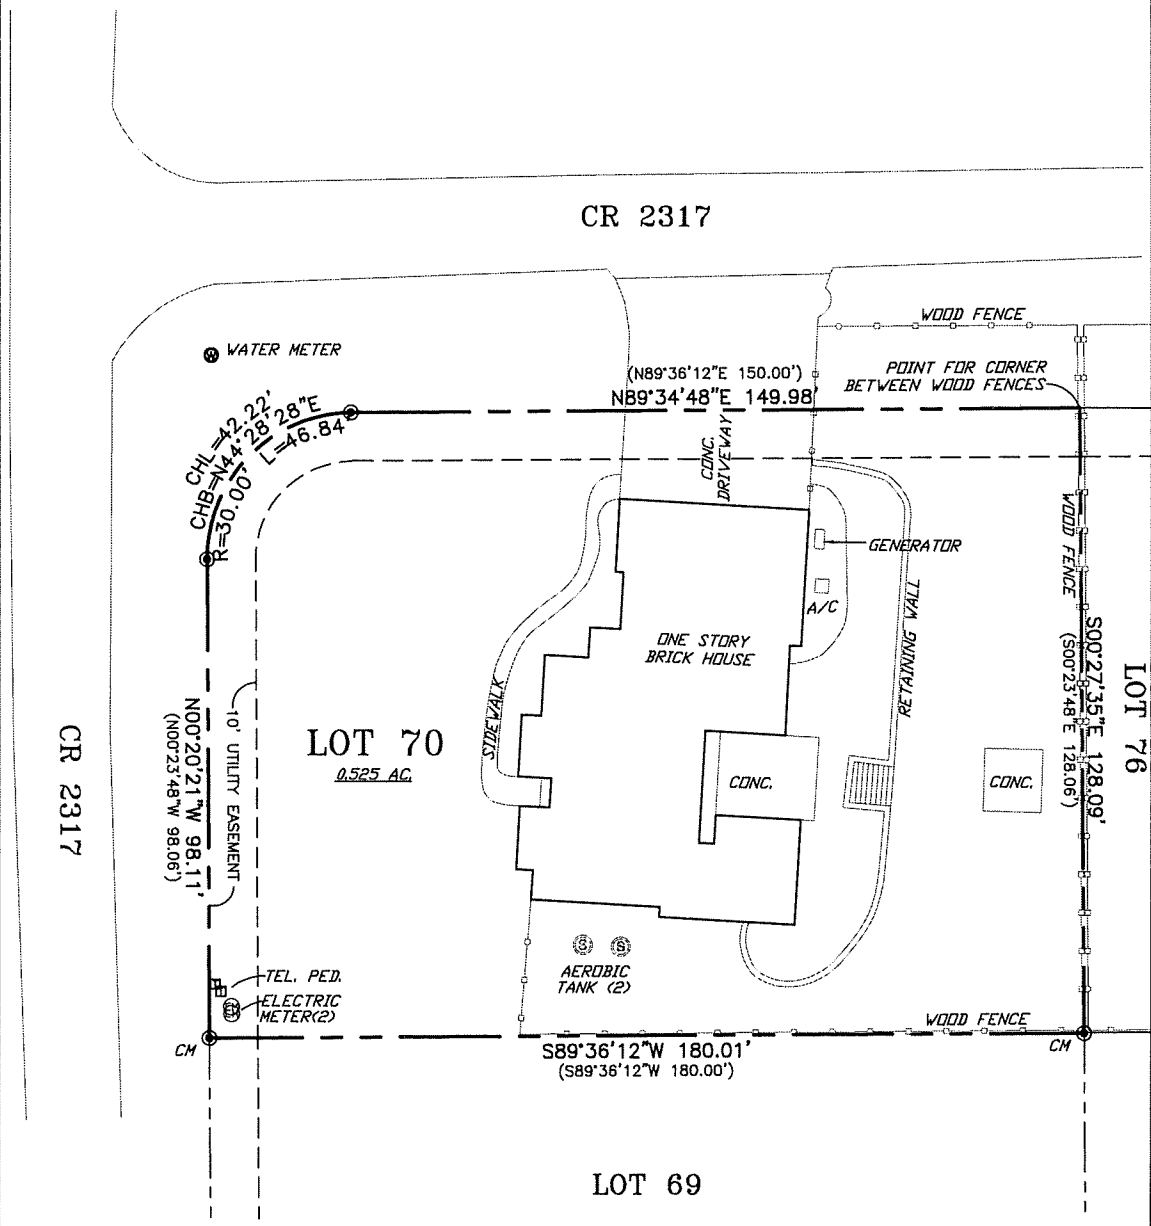 CR 2317
WOOD FENCE
WATER METER
POINT FOR CORNER
BETWEEN WOOD FENCES
(N89°36'12"E 150.00')
N89°34'48"E 149.98'
CHL=42.22'
CHB=N44°28'28"E
L=46.84'
R=30.00'
CONC.
DRIVEWAY
WOOD FENCE
GENERATOR
A/C
ONE STORY
BRICK HOUSE
RETAINING WALL
SIDEWALK
S00°27'35"E 128.09'
(S00°23'48"E 128.06')
LOT 76
LOT 70
0.525 AC.
CONC.
CONC.
CR 2317
N00°20'21"W 98.11'
(N00°23'48"W 98.06')
10' UTILITY EASEMENT
S
S
AEROBIC
TANK (2)
TEL. PED.
ELECTRIC
METER(2)
WOOD FENCE
CM
CM
S89°36'12"W 180.01'
(S89°36'12"W 180.00')
LOT 69